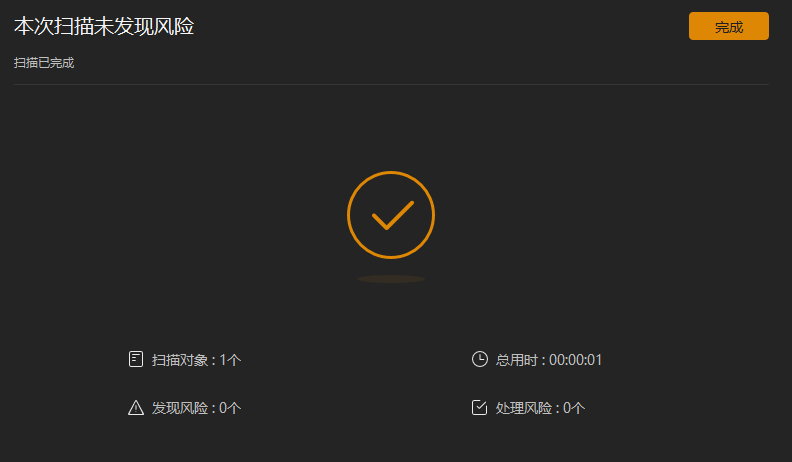 本次扫描未发现风险
完成
扫描已完成
扫描对象 : 1个
总用时 : 00:00:01
发现风险 : 0个
处理风险 : 0个